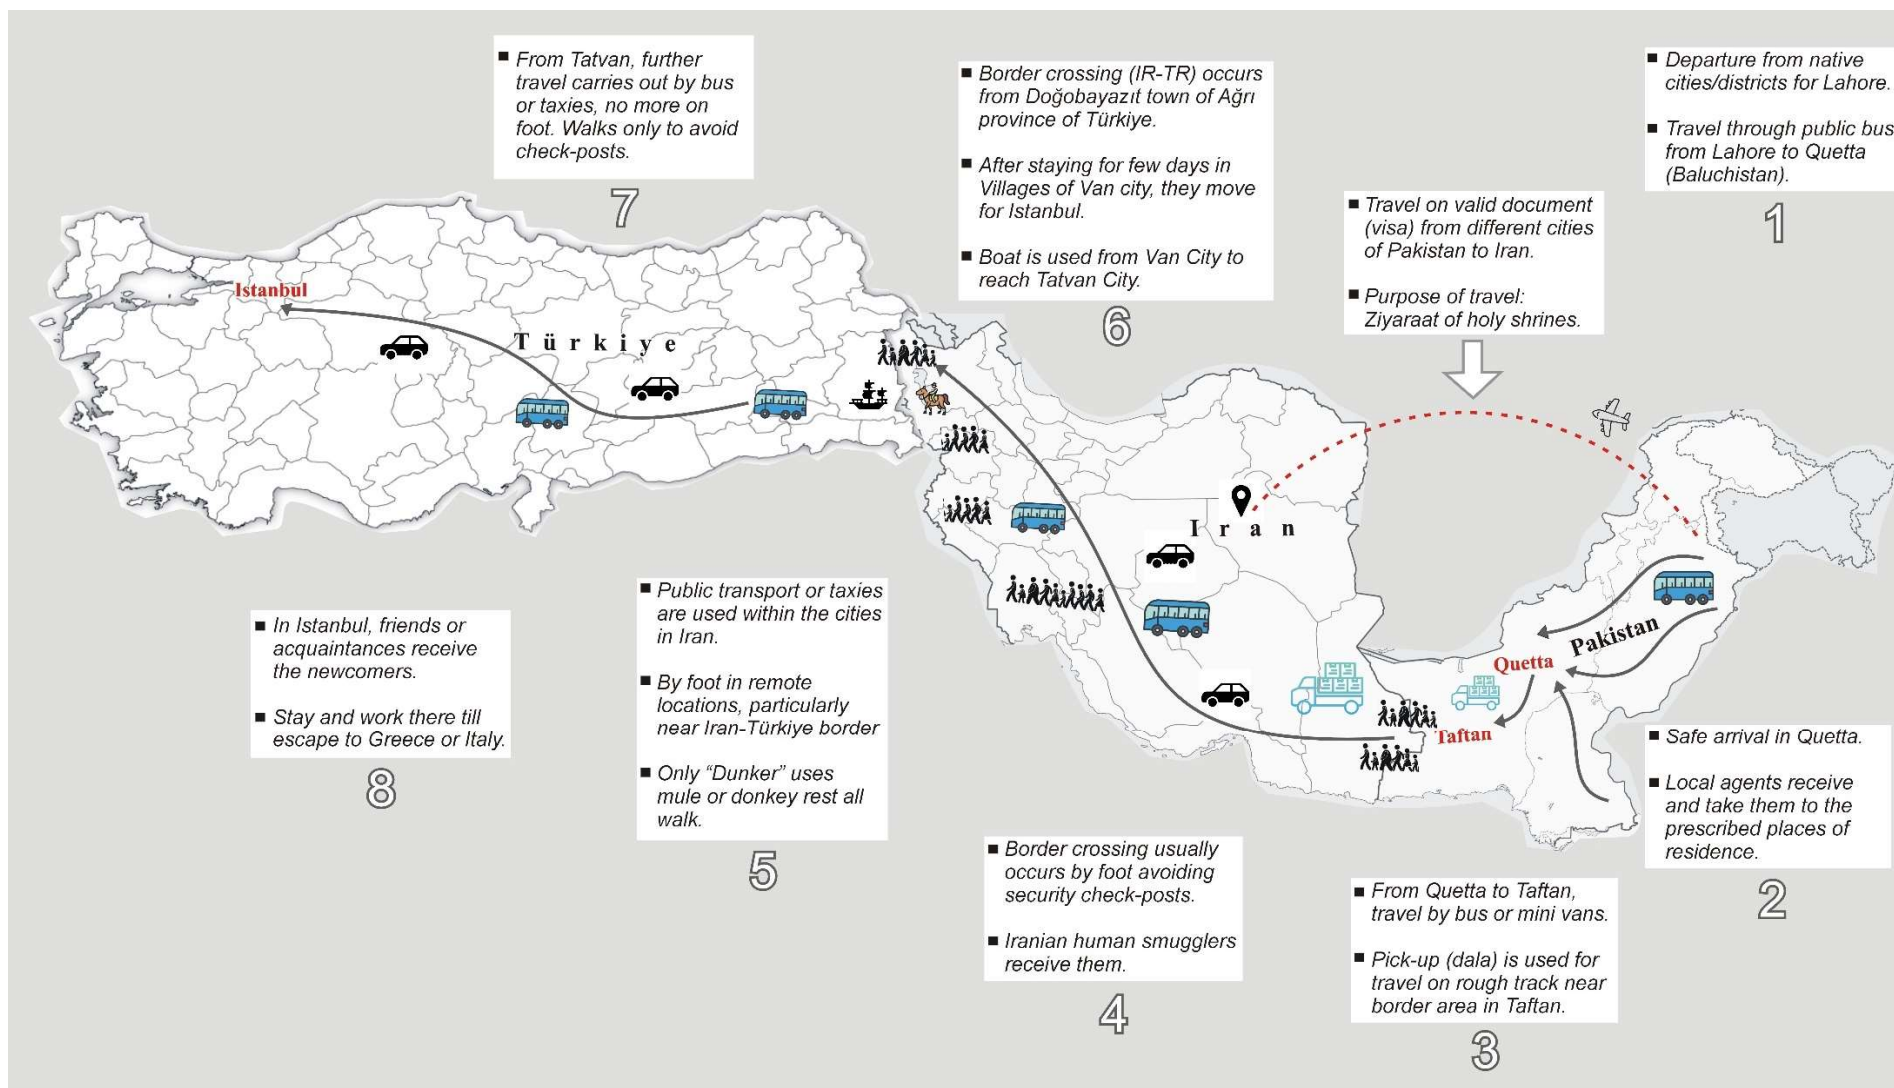 ■ Departure from native
cities/districts for Lahore.
■ Travel through public bus
from Lahore to Quetta
(Baluchistan).
1
■ Travel on valid document
(visa) from different cities
of Pakistan to Iran.
■ Purpose of travel:
Ziyaraat of holy shrines.
■ Safe arrival in Quetta.
■ Local agents receive
and take them to the
prescribed places of
residence.
2
■ From Quetta to Taftan,
travel by bus or mini vans.
■ Pick-up (dala) is used for
travel on rough track near
border area in Taftan.
3
■ Border crossing usually
occurs by foot avoiding
security check-posts.
■ Iranian human smugglers
receive them.
4
■ Public transport or taxies
are used within the cities
in Iran.
■ By foot in remote
locations, particularly
near Iran-Türkiye border
■ Only “Dunker” uses
mule or donkey rest all
walk.
5
■ Border crossing (IR-TR) occurs
from Doğobayazıt town of Ağrı
province of Türkiye.
■ After staying for few days in
Villages of Van city, they move
for Istanbul.
■ Boat is used from Van City to
reach Tatvan City.
6
■ From Tatvan, further
travel carries out by bus
or taxies, no more on
foot. Walks only to avoid
check-posts.
7
■ In Istanbul, friends or
acquaintances receive
the newcomers.
■ Stay and work there till
escape to Greece or Italy.
8
Istanbul
Türkiye
Iran
Pakistan
Quetta
Taftan